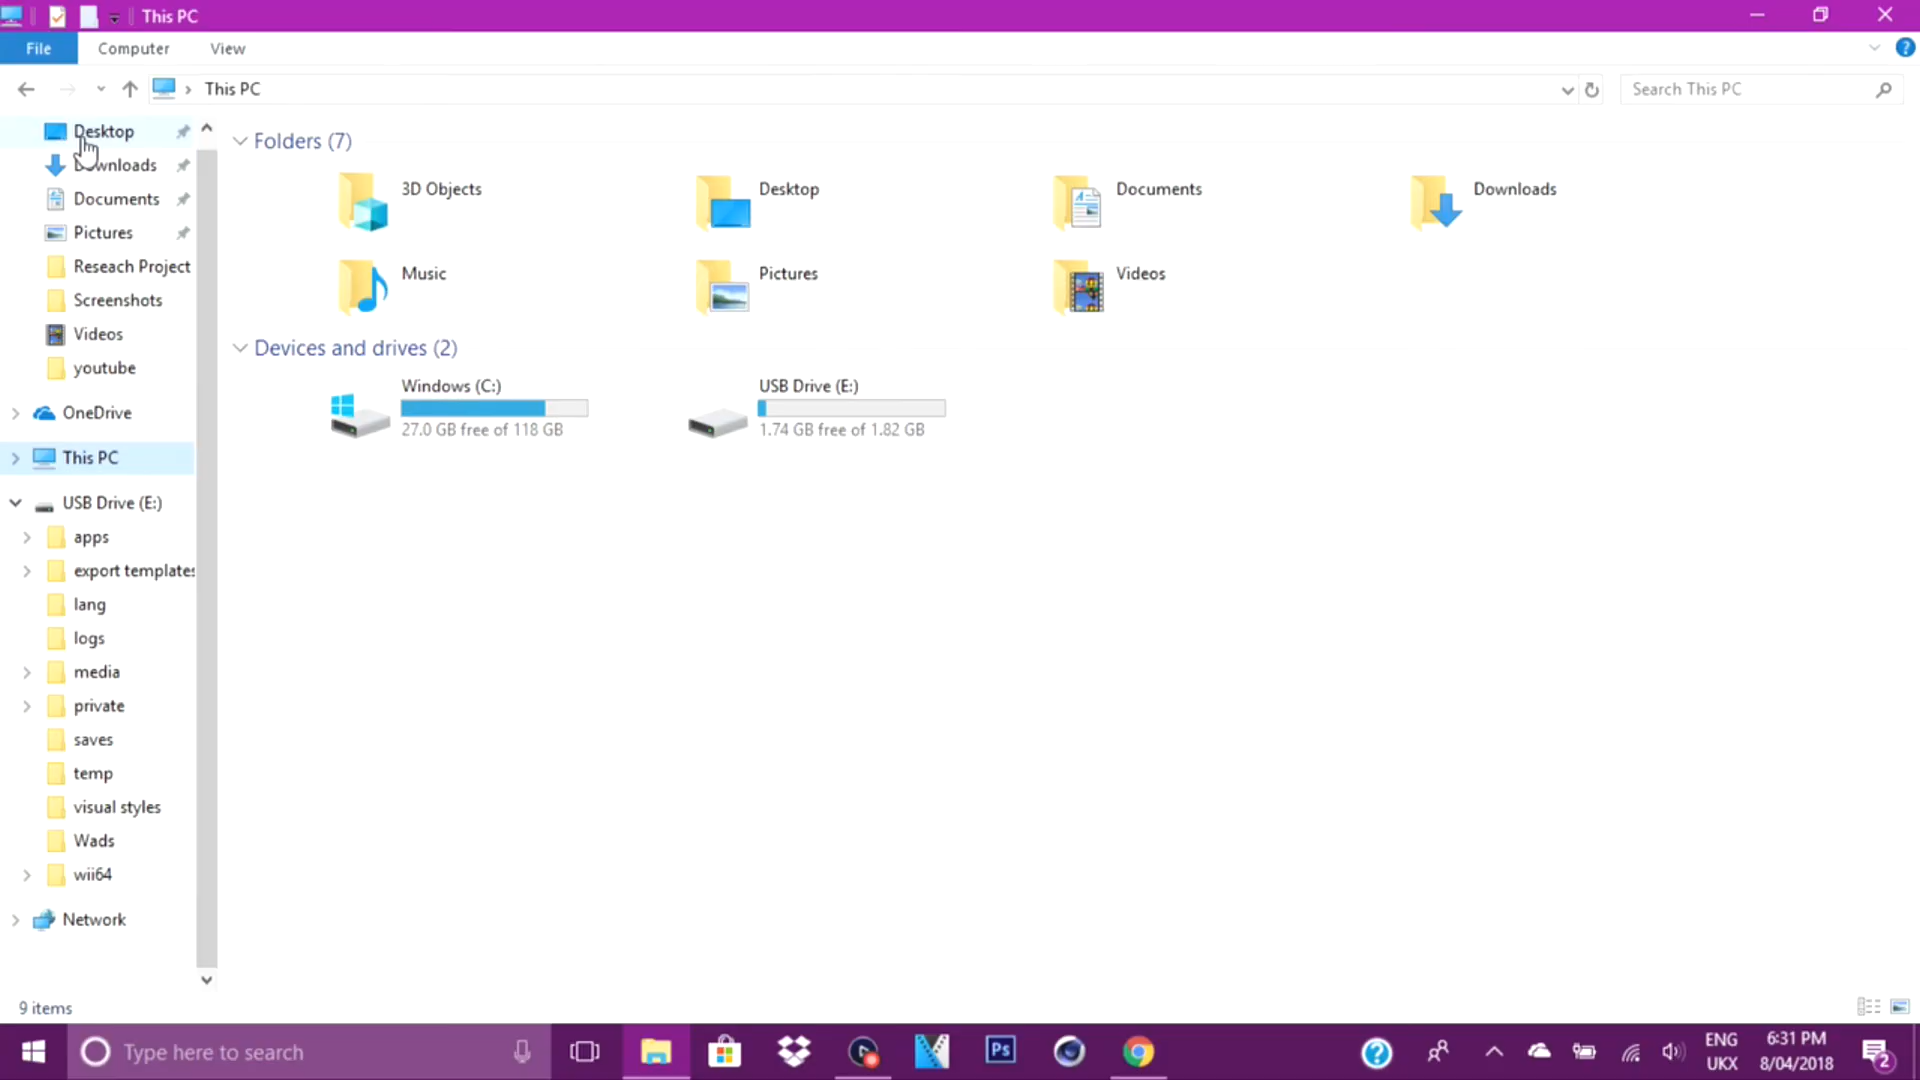 This PC
File Computer View
This PC
Search This PC
Desktop
Downloads
Documents
Pictures
Reseach Project
Screenshots
Videos
youtube
OneDrive
This PC
USB Drive (E:)
apps
export templates
lang
logs
media
private
saves
temp
visual styles
Wads
wii64
Network
Folders (7)
3D Objects
Desktop
Documents
Downloads
Music
Pictures
Videos
Devices and drives (2)
Windows (C:)
27.0 GB free of 118 GB
USB Drive (E:)
1.74 GB free of 1.82 GB
9 items
Type here to search
Ps
ENG
UKX
6:31 PM
8/04/2018
2